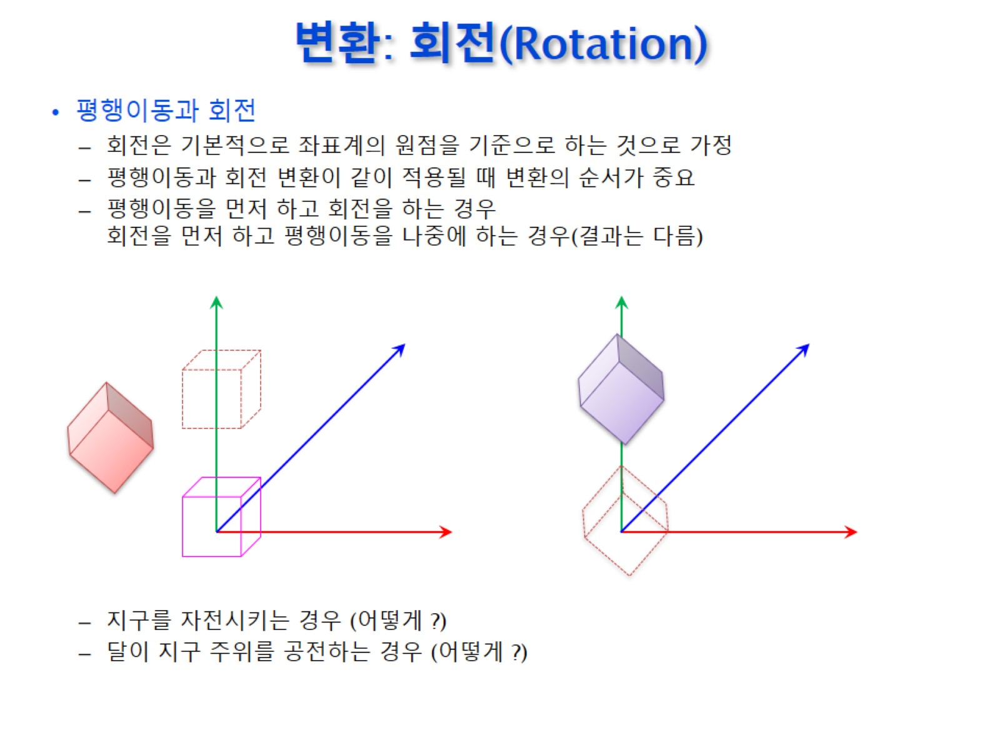 변환: 회전(Rotation)
• 평행이동과 회전
– 회전은 기본적으로 좌표계의 원점을 기준으로 하는 것으로 가정
– 평행이동과 회전 변환이 같이 적용될 때 변환의 순서가 중요
– 평행이동을 먼저 하고 회전을 하는 경우
회전을 먼저 하고 평행이동을 나중에 하는 경우(결과는 다름)
– 지구를 자전시키는 경우 (어떻게 ?)
– 달이 지구 주위를 공전하는 경우 (어떻게 ?)